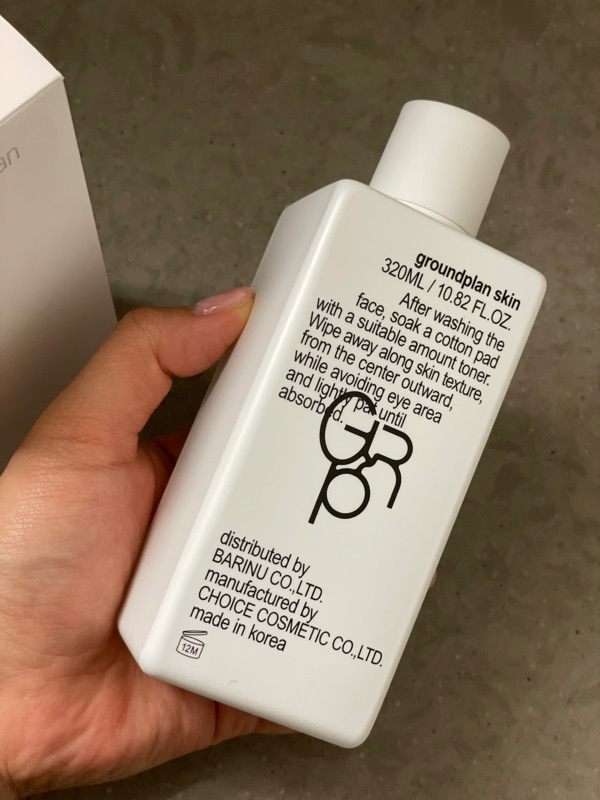 an
groundplan skin
320ML / 10.82 FL.OZ.
After washing the
face, soak a cotton pad
with a suitable amount toner.
Wipe away along skin texture,
from the center outward,
while avoiding eye area
and lightly pat until
absorbed.
GR
p
distributed by
BARINU CO.,LTD.
manufactured by
CHOICE COSMETIC CO.,LTD.
made in korea
12M